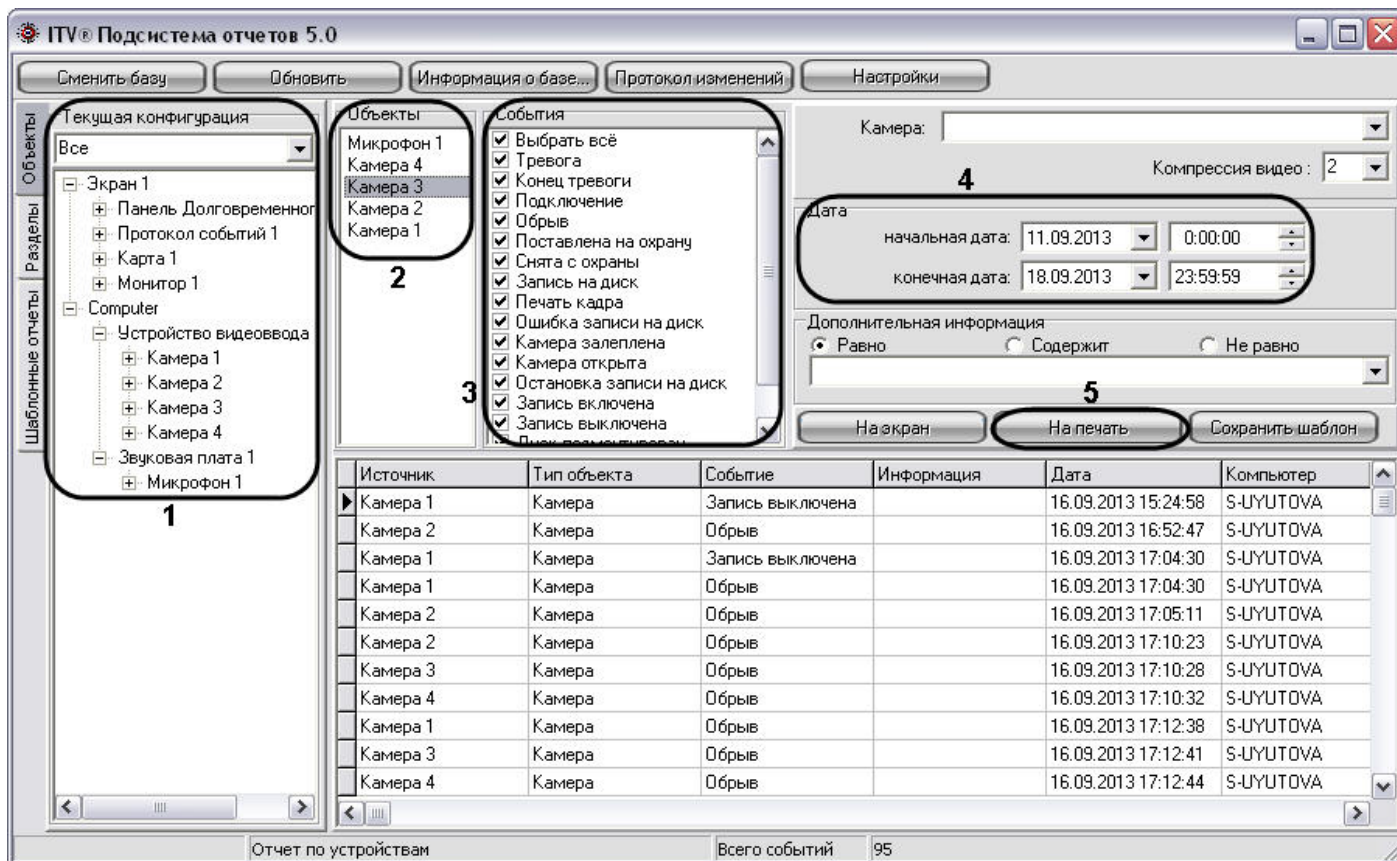 ITV® Подсистема отчетов 5.0
Сменить базу Обновить Информация о базе... Протокол изменений Настройки
Объекты
Разделы
Шаблонные отчеты
Текущая конфигурация
Все
Экран 1
Панель Долговременног
Протокол событий 1
Карта 1
Монитор 1
Computer
Устройство видеоввода
Камера 1
Камера 2
Камера 3
Камера 4
Звуковая плата 1
Микрофон 1
1
Объекты
Микрофон 1
Камера 4
Камера 3
Камера 2
Камера 1
2
События
Выбрать всё
Тревога
Конец тревоги
Подключение
Обрыв
Поставлена на охрану
Снята с охраны
Запись на диск
Печать кадра
Ошибка записи на диск
Камера залеплена
Камера открыта
Остановка записи на диск
Запись включена
Запись выключена
3
Камера:
Компрессия видео : 2
4
Дата
начальная дата: 11.09.2013 0:00:00
конечная дата: 18.09.2013 23:59:59
Дополнительная информация
Равно Содержит Не равно
5
На экран На печать Сохранить шаблон
Источник Тип объекта Событие Информация Дата Компьютер
Камера 1 Камера Запись выключена 16.09.2013 15:24:58 S-UYUTOVA
Камера 2 Камера Обрыв 16.09.2013 16:52:47 S-UYUTOVA
Камера 1 Камера Запись выключена 16.09.2013 17:04:30 S-UYUTOVA
Камера 1 Камера Обрыв 16.09.2013 17:04:30 S-UYUTOVA
Камера 2 Камера Обрыв 16.09.2013 17:05:11 S-UYUTOVA
Камера 2 Камера Обрыв 16.09.2013 17:10:23 S-UYUTOVA
Камера 3 Камера Обрыв 16.09.2013 17:10:28 S-UYUTOVA
Камера 4 Камера Обрыв 16.09.2013 17:10:32 S-UYUTOVA
Камера 1 Камера Обрыв 16.09.2013 17:12:38 S-UYUTOVA
Камера 3 Камера Обрыв 16.09.2013 17:12:41 S-UYUTOVA
Камера 4 Камера Обрыв 16.09.2013 17:12:44 S-UYUTOVA
Отчет по устройствам Всего событий 95